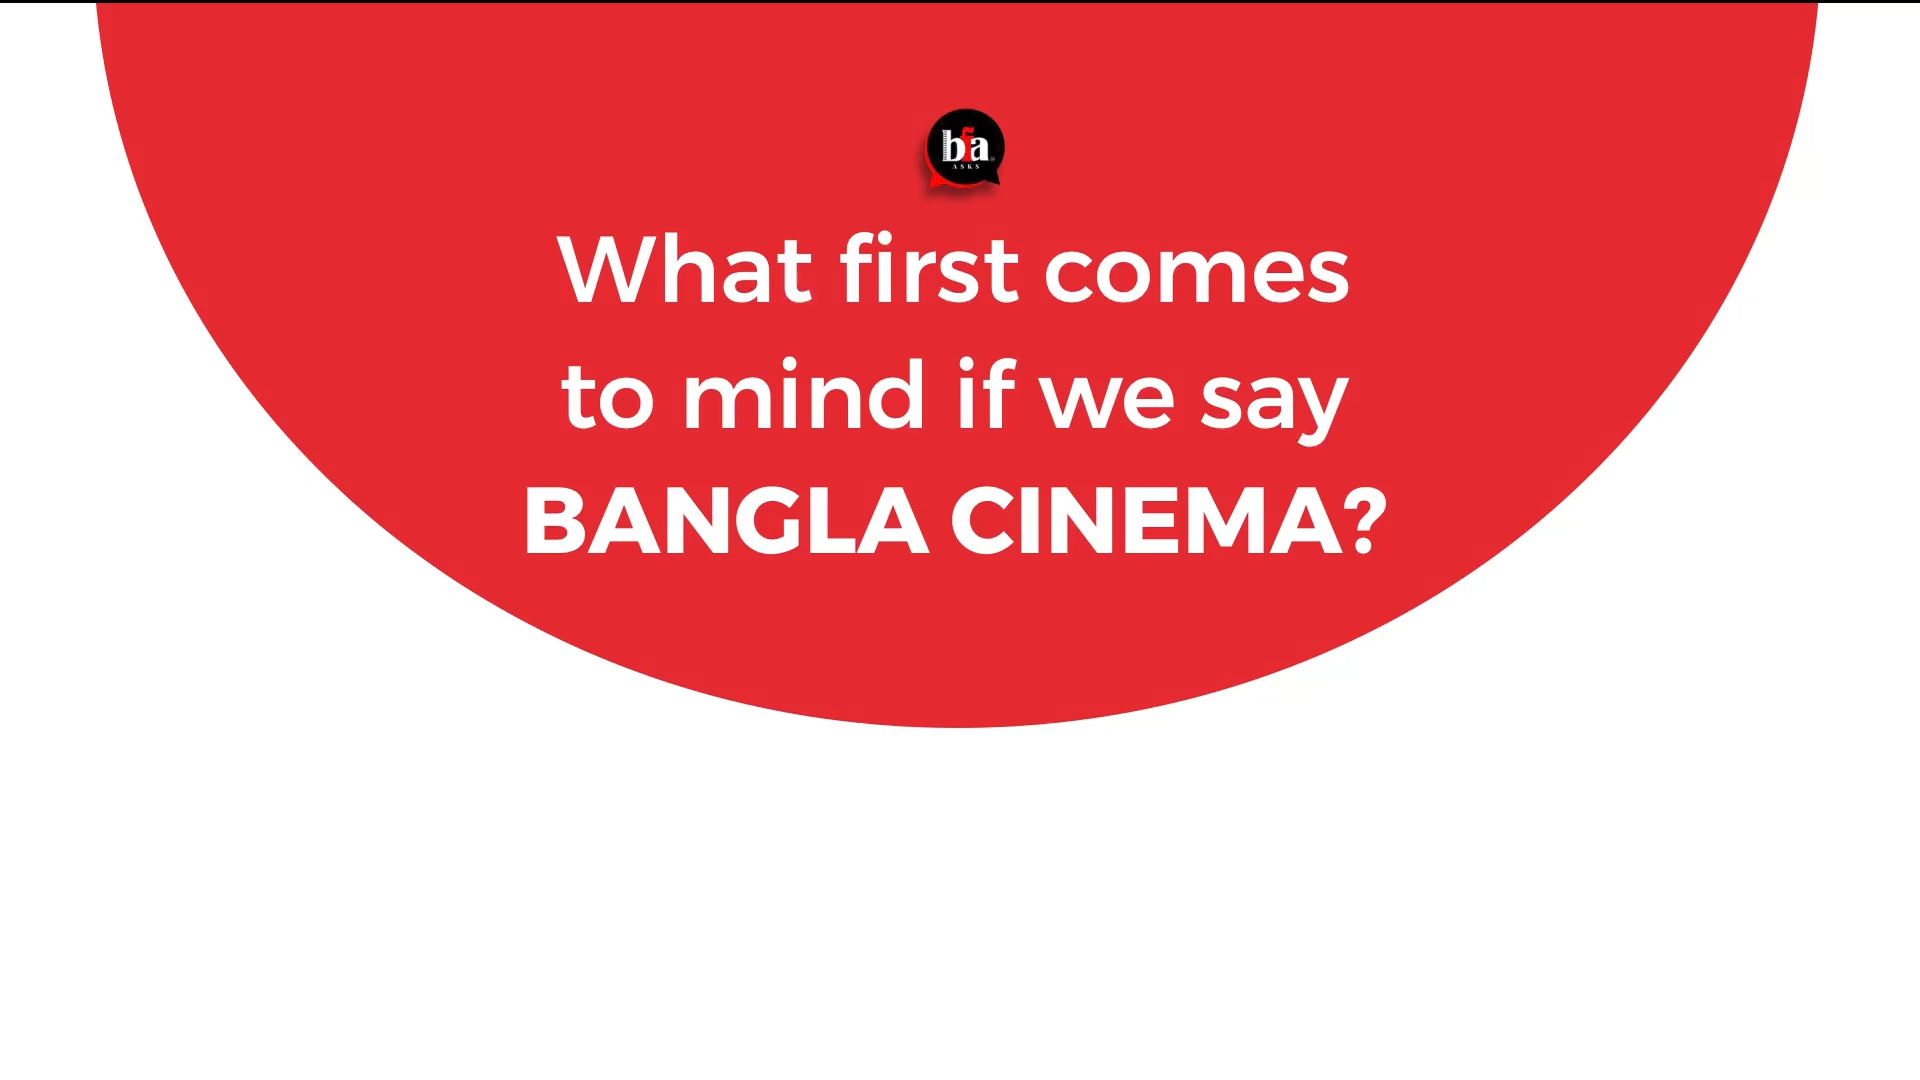 bfa
ASKS
What first comes
to mind if we say
BANGLA CINEMA?